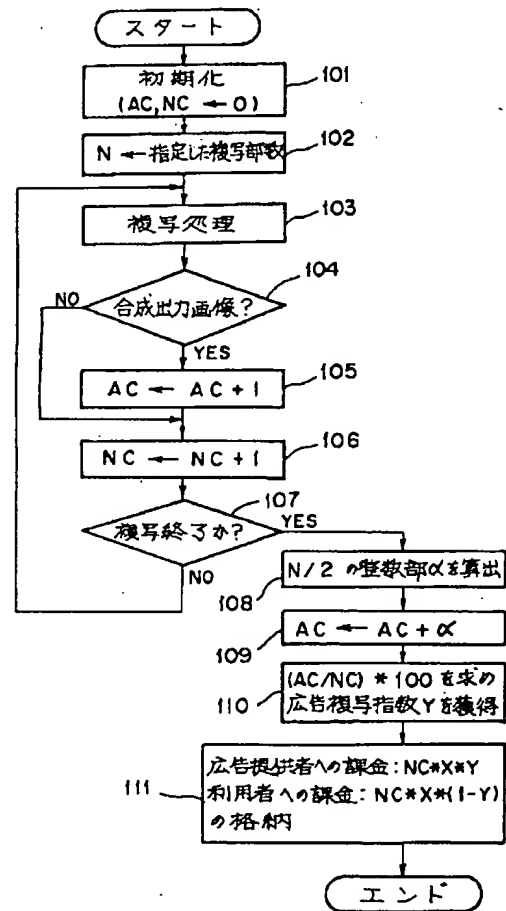 スタート
初期化
(AC,NC ← 0)
101
N ← 指定した複写部数
102
複写処理
103
104
合成出力画像?
NO
YES
AC ← AC + 1
105
NC ← NC + 1
106
107
複写終了か?
YES
NO
N/2 の整数部αを算出
108
AC ← AC + α
109
(AC/NC) * 100 を求め
広告複写指数Yを獲得
110
広告提供者への課金: NC*X*Y
利用者への課金: NC*X*(1-Y)
の格納
111
エンド